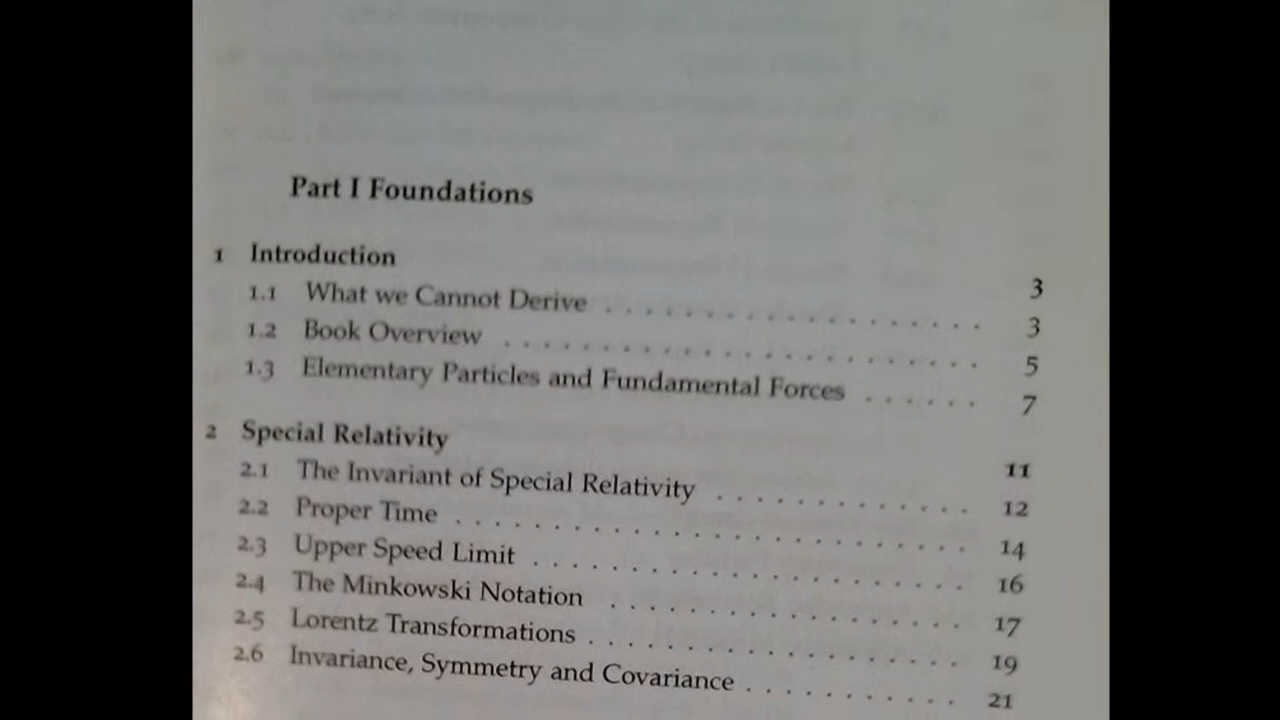 Part I Foundations
1 Introduction 3
1.1 What we Cannot Derive . . . . . . . . . . . . . . . . . . 3
1.2 Book Overview . . . . . . . . . . . . . . . . . . . . . . . 5
1.3 Elementary Particles and Fundamental Forces . . . . . . 7
2 Special Relativity 11
2.1 The Invariant of Special Relativity . . . . . . . . . . . . . 12
2.2 Proper Time . . . . . . . . . . . . . . . . . . . . . . . . . 14
2.3 Upper Speed Limit . . . . . . . . . . . . . . . . . . . . . 16
2.4 The Minkowski Notation . . . . . . . . . . . . . . . . . . 17
2.5 Lorentz Transformations . . . . . . . . . . . . . . . . . . 19
2.6 Invariance, Symmetry and Covariance . . . . . . . . . . . 21